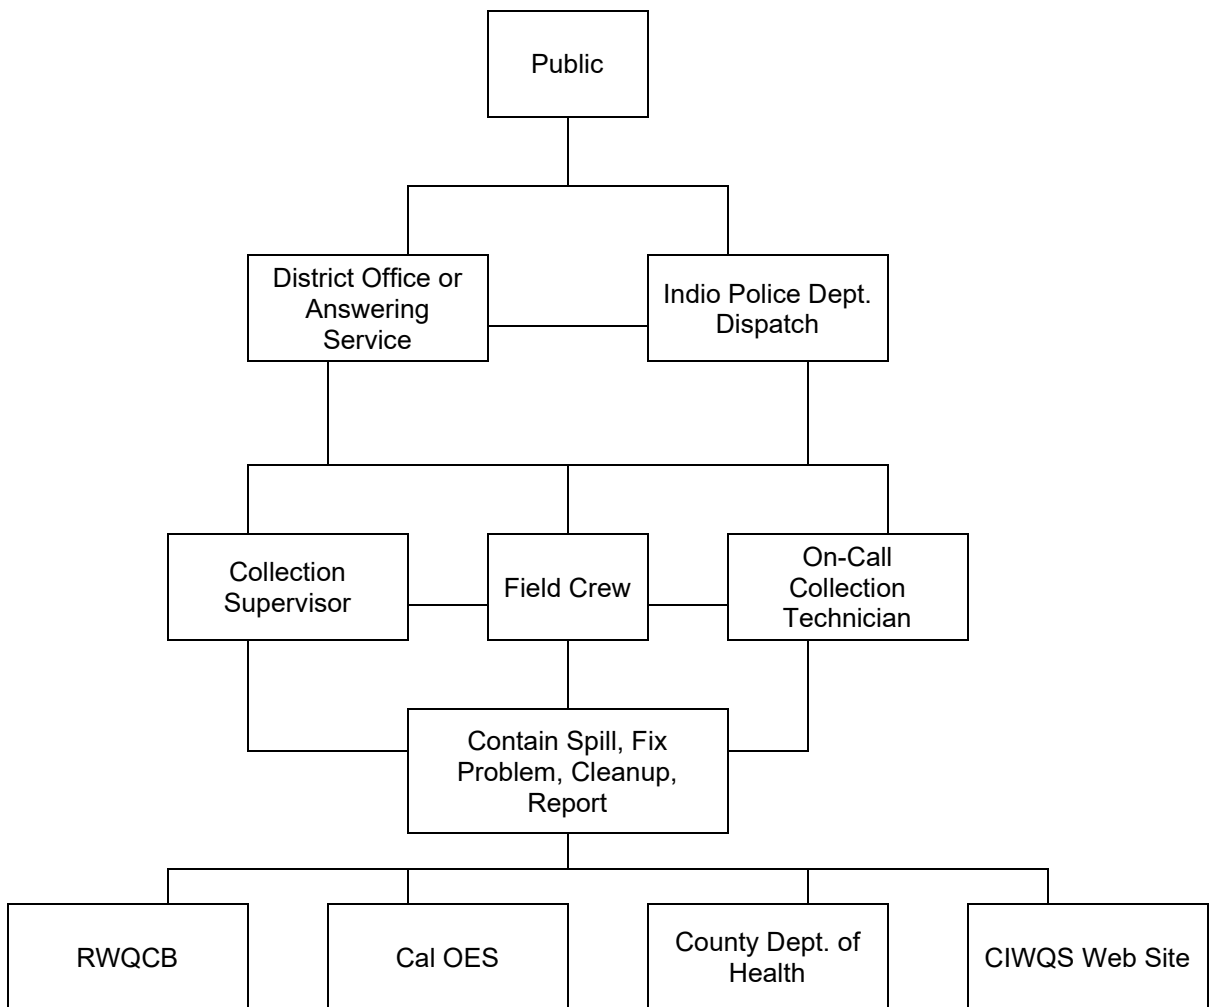 Public
District Office or
Answering
Service
Indio Police Dept.
Dispatch
Collection
Supervisor
Field Crew
On-Call
Collection
Technician
Contain Spill, Fix
Problem, Cleanup,
Report
RWQCB
Cal OES
County Dept. of
Health
CIWQS Web Site